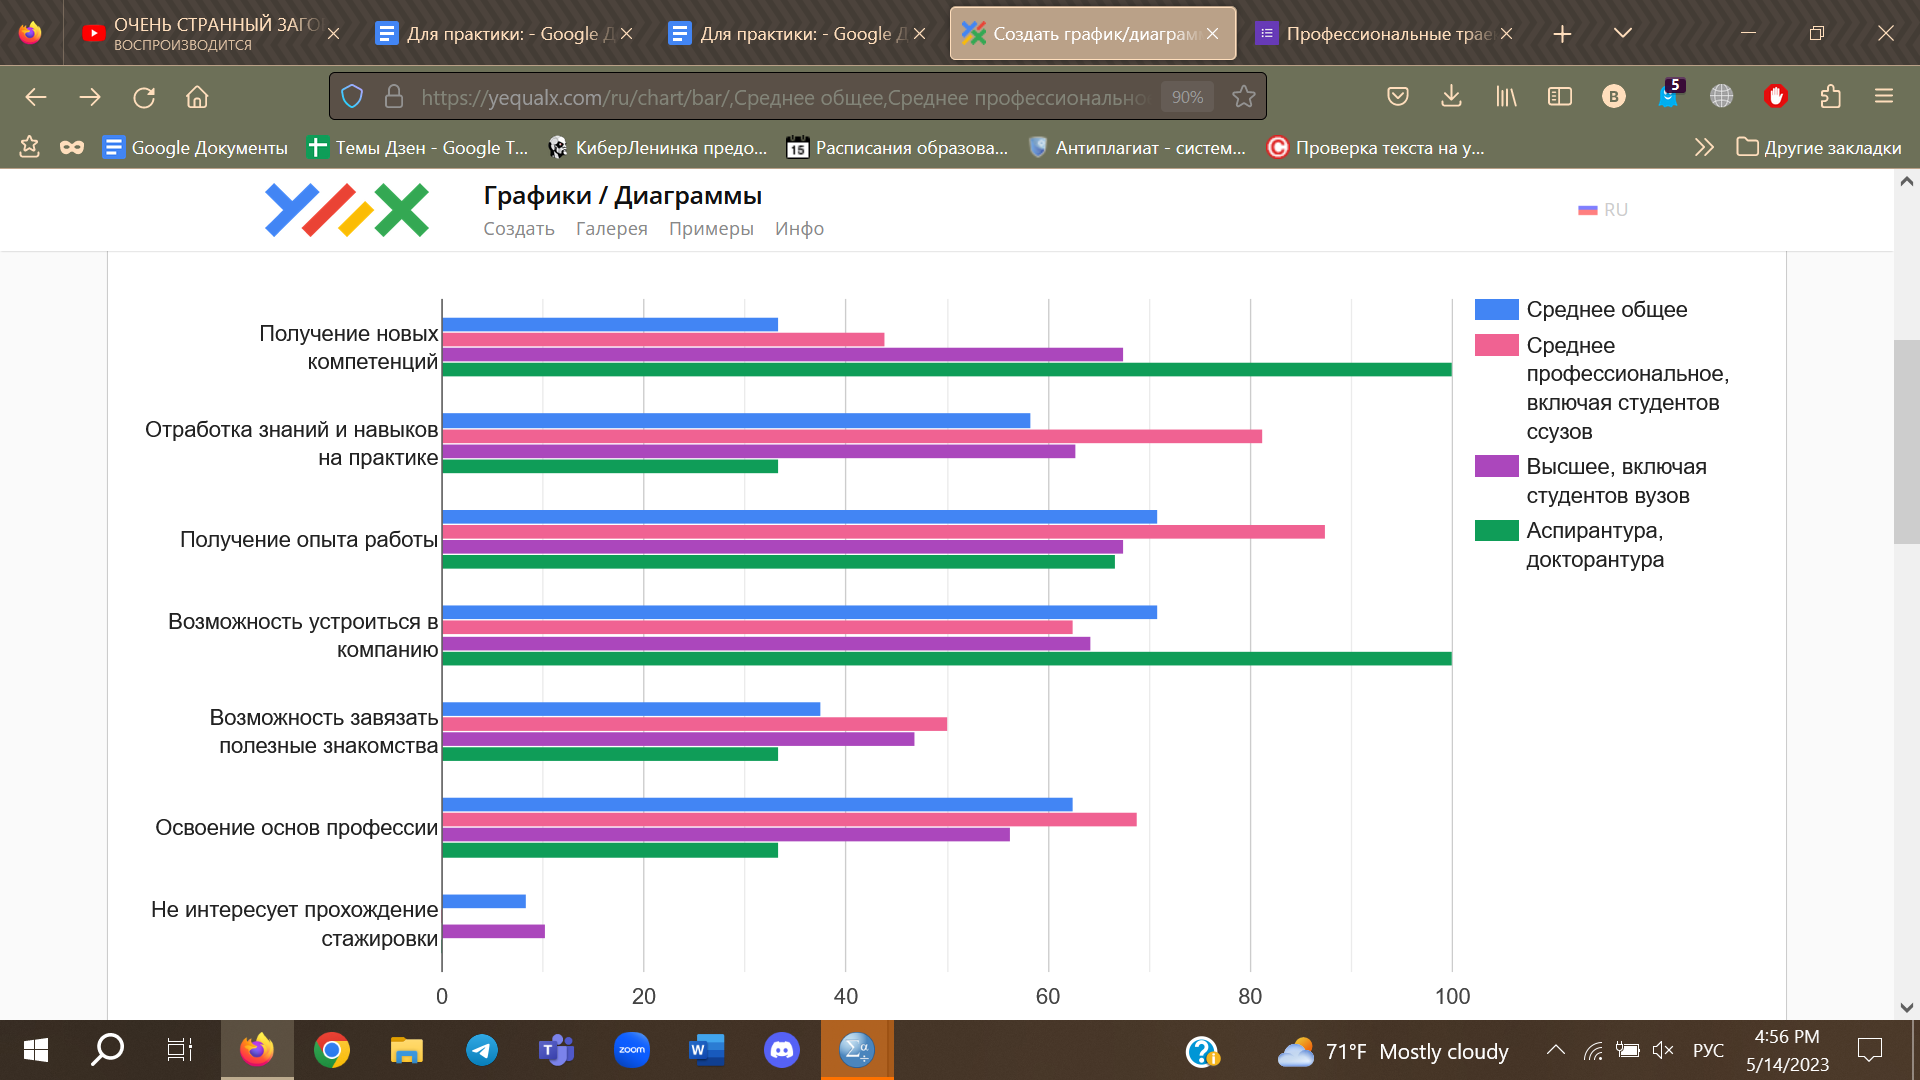 ОЧЕНЬ СТРАННЫЙ ЗАГО
ВОСПРОИЗВОДИТСЯ
Для практики: - Google Д
Для практики: - Google Д
Создать график/диаграмм
Профессиональные трае
https://yequalx.com/ru/chart/bar/,Среднее общее,Среднее профессионально
90%
B
5
Google Документы
Темы Дзен - Google Т...
КиберЛенинка предо...
15
Расписания образова...
Антиплагиат - систем...
Проверка текста на у...
Другие закладки
Графики / Диаграммы
Создать
Галерея
Примеры
Инфо
RU
Получение новых
компетенций
Отработка знаний и навыков
на практике
Получение опыта работы
Возможность устроиться в
компанию
Возможность завязать
полезные знакомства
Освоение основ профессии
Не интересует прохождение
стажировки
0
20
40
60
80
100
Среднее общее
Среднее
профессиональное,
включая студентов
ссузов
Высшее, включая
студентов вузов
Аспирантура,
докторантура
zoom
71°F Mostly cloudy
РУС
4:56 PM
5/14/2023